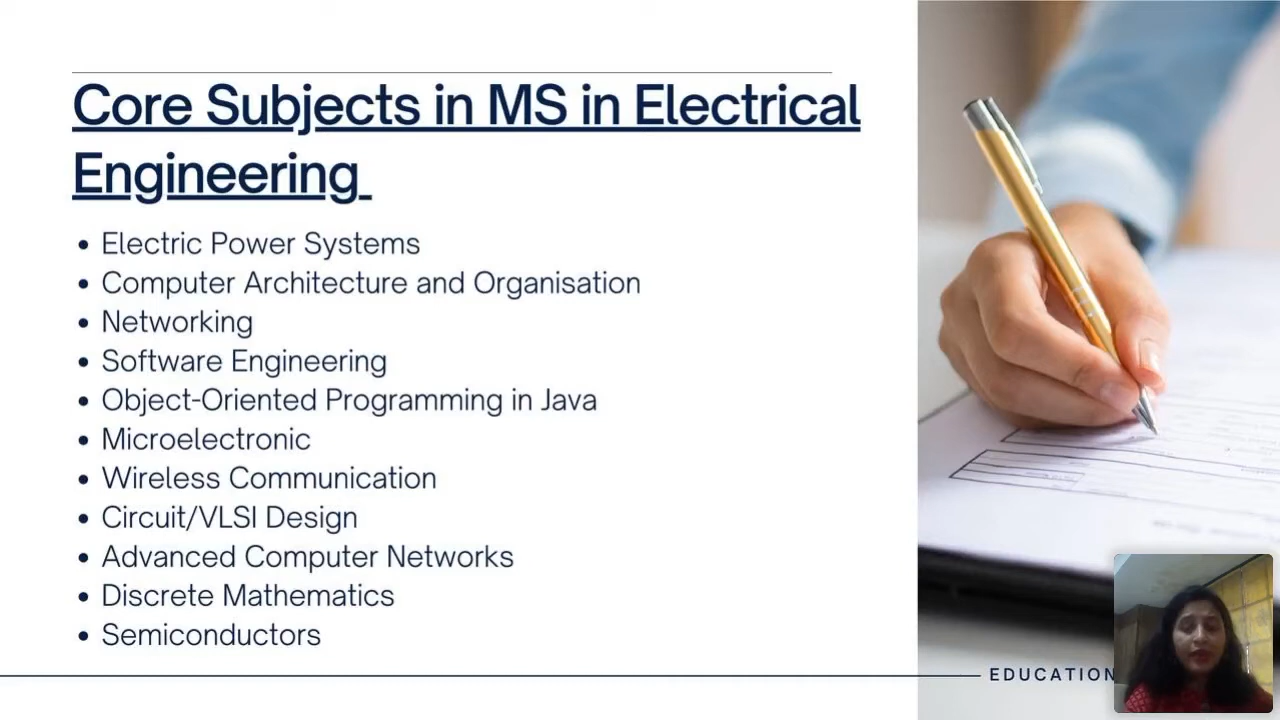 Core Subjects in MS in Electrical
Engineering
• Electric Power Systems
• Computer Architecture and Organisation
• Networking
• Software Engineering
• Object-Oriented Programming in Java
• Microelectronic
• Wireless Communication
• Circuit/VLSI Design
• Advanced Computer Networks
• Discrete Mathematics
• Semiconductors
EDUCATION